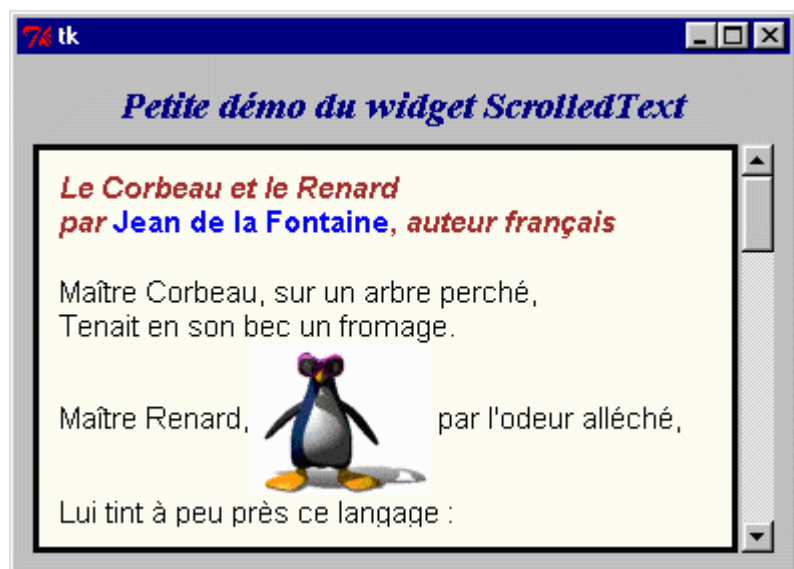 tk
Petite démo du widget ScrolledText
Le Corbeau et le Renard
par Jean de la Fontaine, auteur français
Maître Corbeau, sur un arbre perché,
Tenait en son bec un fromage.
Maître Renard, par l'odeur alléché,
Lui tint à peu près ce langage :